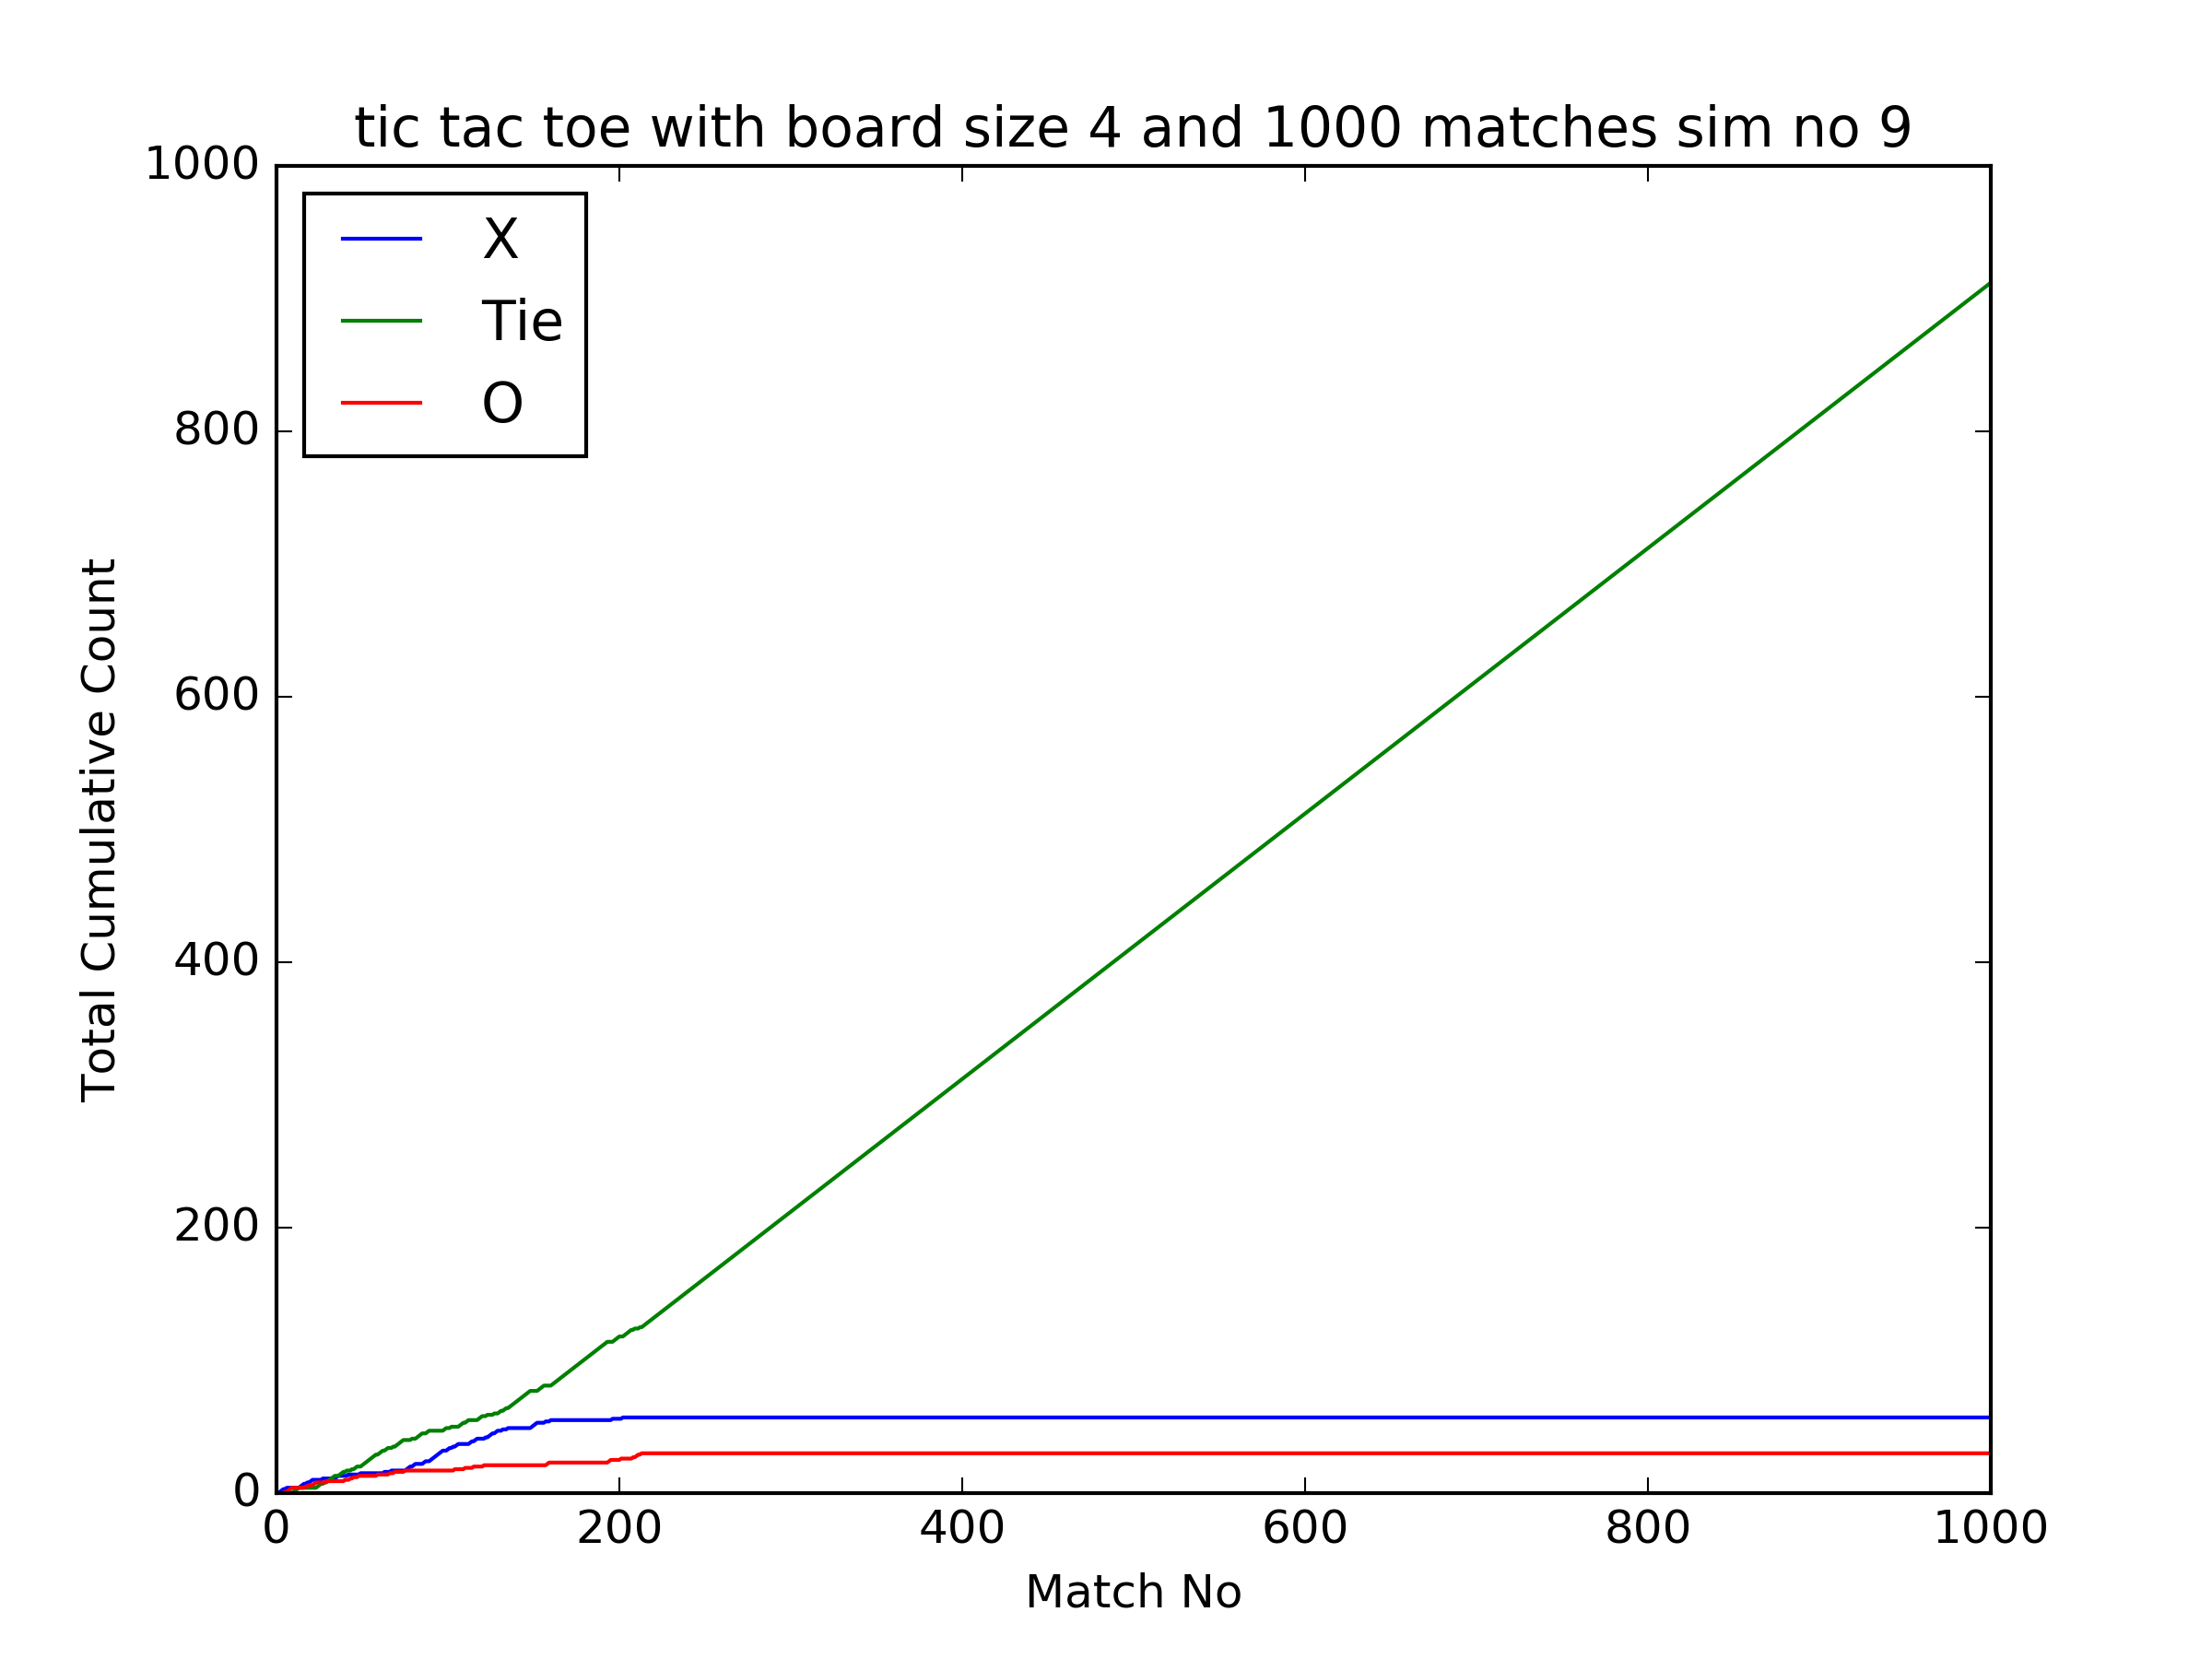 tic tac toe with board size 4 and 1000 matches sim no 9
X
Tie
O
Total Cumulative Count
1000
800
600
400
200
0
0 200 400 600 800 1000
Match No